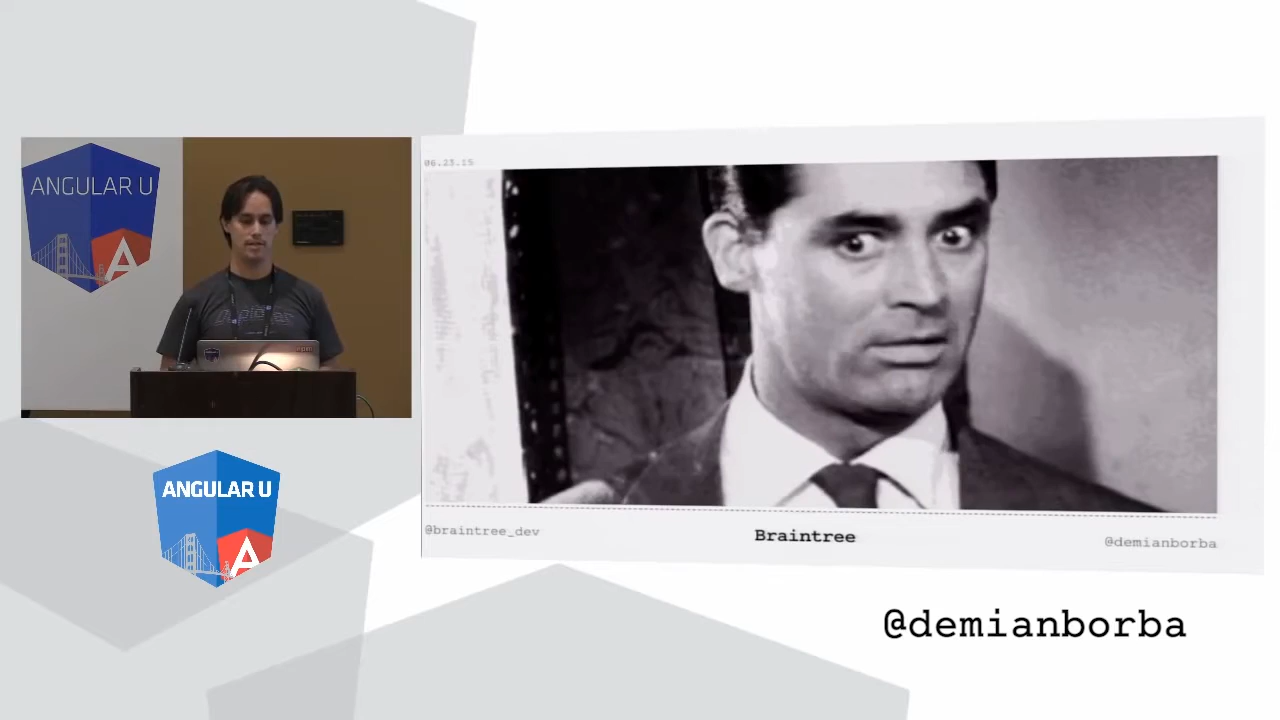 ANGULAR U
06.23.15
ANGULAR U
@braintree_dev
Braintree
@demianborba
@demianborba